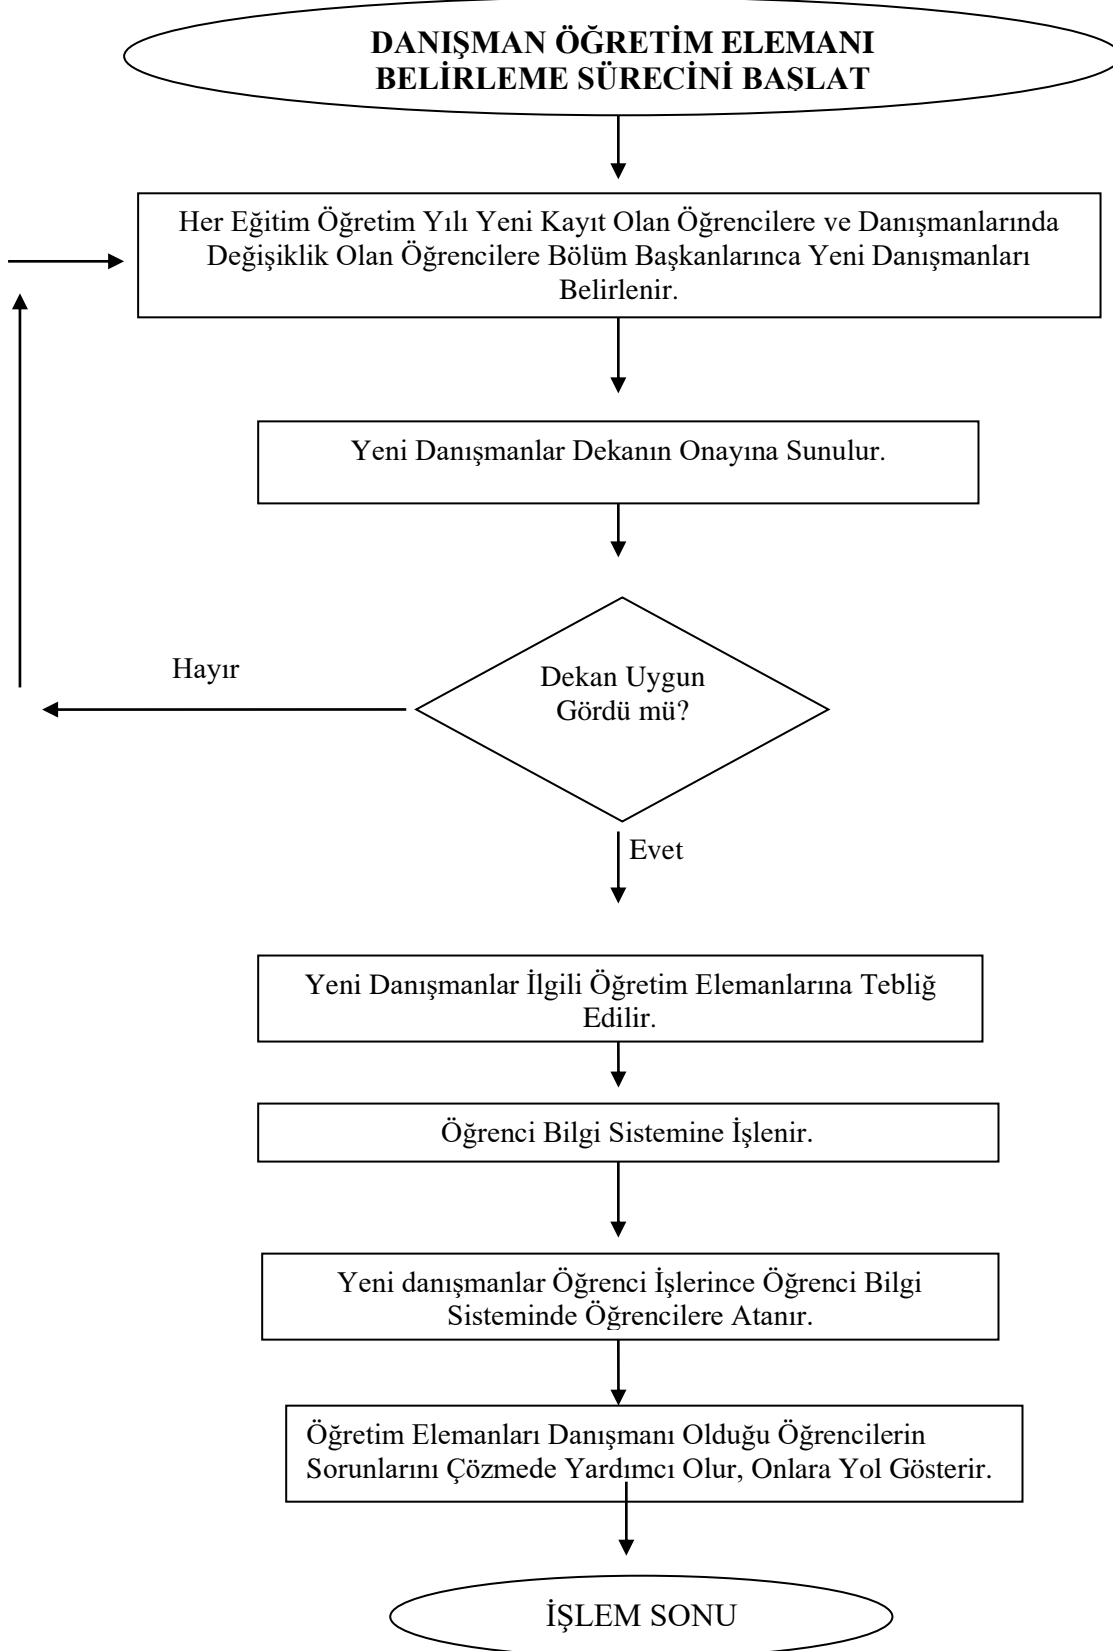 DANIŞMAN ÖĞRETİM ELEMANI
BELİRLEME SÜRECİNİ BAŞLAT
Her Eğitim Öğretim Yılı Yeni Kayıt Olan Öğrencilere ve Danışmanlarında
Değişiklik Olan Öğrencilere Bölüm Başkanlarınca Yeni Danışmanları
Belirlenir.
Yeni Danışmanlar Dekanın Onayına Sunulur.
Hayır
Dekan Uygun
Gördü mü?
Evet
Yeni Danışmanlar İlgili Öğretim Elemanlarına Tebliğ
Edilir.
Öğrenci Bilgi Sistemine İşlenir.
Yeni danışmanlar Öğrenci İşlerince Öğrenci Bilgi
Sisteminde Öğrencilere Atanır.
Öğretim Elemanları Danışmanı Olduğu Öğrencilerin
Sorunlarını Çözmede Yardımcı Olur, Onlara Yol Gösterir.
İŞLEM SONU